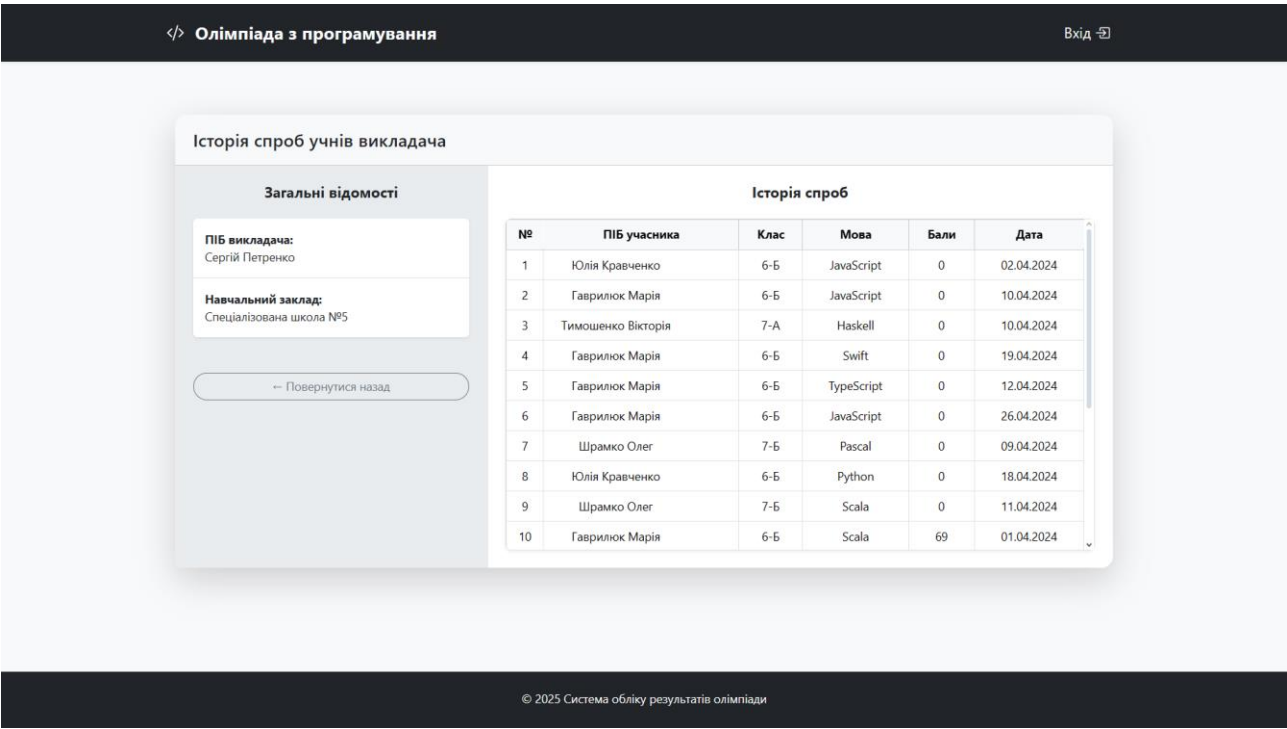 </> Олімпіада з програмування
Вхід
Історія спроб учнів викладача
Загальні відомості
ПІБ викладача:
Сергій Петренко
Навчальний заклад:
Спеціалізована школа №5
← Повернутися назад
Історія спроб
№ ПІБ учасника Клас Мова Бали Дата
1 Юлія Кравченко 6-Б JavaScript 0 02.04.2024
2 Гаврилюк Марія 6-Б JavaScript 0 10.04.2024
3 Тимошенко Вікторія 7-А Haskell 0 10.04.2024
4 Гаврилюк Марія 6-Б Swift 0 19.04.2024
5 Гаврилюк Марія 6-Б TypeScript 0 12.04.2024
6 Гаврилюк Марія 6-Б JavaScript 0 26.04.2024
7 Шрамко Олег 7-Б Pascal 0 09.04.2024
8 Юлія Кравченко 6-Б Python 0 18.04.2024
9 Шрамко Олег 7-Б Scala 0 11.04.2024
10 Гаврилюк Марія 6-Б Scala 69 01.04.2024
© 2025 Система обліку результатів олімпіади